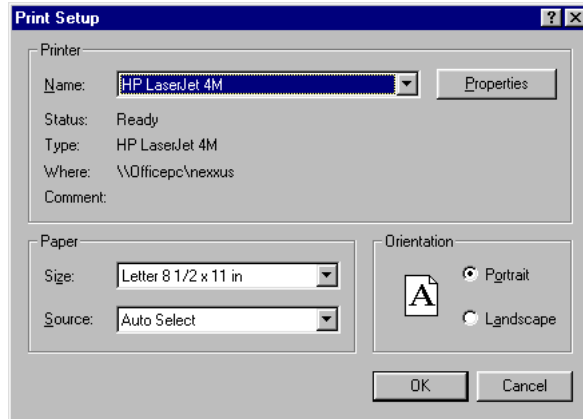 Print Setup
Printer
Name: HP LaserJet 4M Properties
Status: Ready
Type: HP LaserJet 4M
Where: \\Officepc\nexxus
Comment:
Paper
Size: Letter 8 1/2 x 11 in
Source: Auto Select
Orientation
A
Portrait
Landscape
OK Cancel